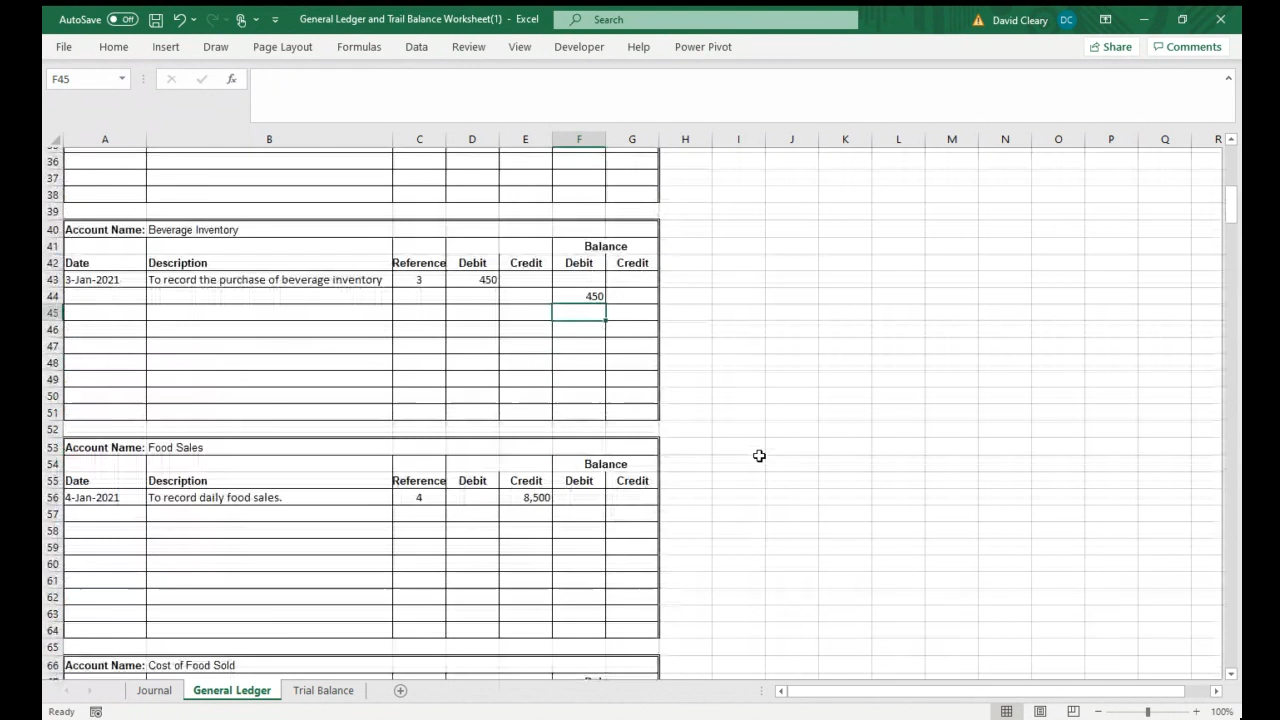 AutoSave Off General Ledger and Trail Balance Worksheet(1) - Excel Search David Cleary DC
File Home Insert Draw Page Layout Formulas Data Review View Developer Help Power Pivot Share Comments
F45 fx
A B C D E F G H I J K L M N O P Q R
36
37
38
39
40 Account Name: Beverage Inventory
41 Balance
42 Date Description Reference Debit Credit Debit Credit
43 3-Jan-2021 To record the purchase of beverage inventory 3 450
44 450
45
46
47
48
49
50
51
52
53 Account Name: Food Sales
54 Balance
55 Date Description Reference Debit Credit Debit Credit
56 4-Jan-2021 To record daily food sales. 4 8,500
57
58
59
60
61
62
63
64
65
66 Account Name: Cost of Food Sold
Journal General Ledger Trial Balance
Ready 100%